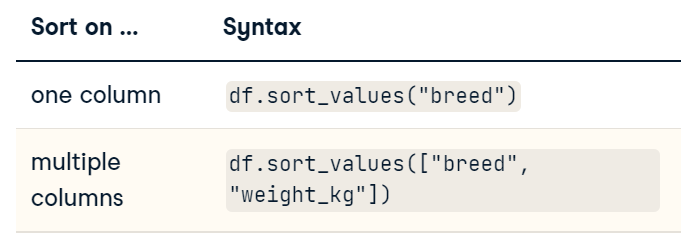 Sort on ... Syntax
one column df.sort_values("breed")
multiple columns df.sort_values(["breed",
"weight_kg"])